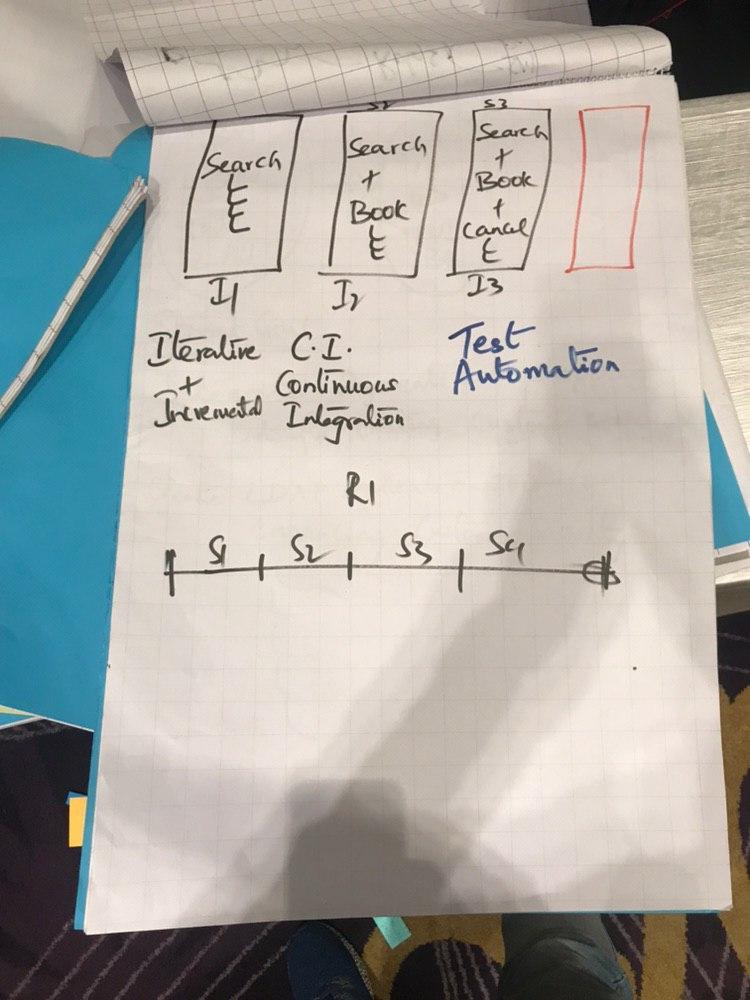 S2 S3
Search
E
E
E
Search
+
Book
E
E
Search
+
Book
+
Cancel
E
I1 I2 I3
Iterative
+
Incremental
C.I.
Continuous
Integration
Test
Automation
R1
S1 S2 S3 S4